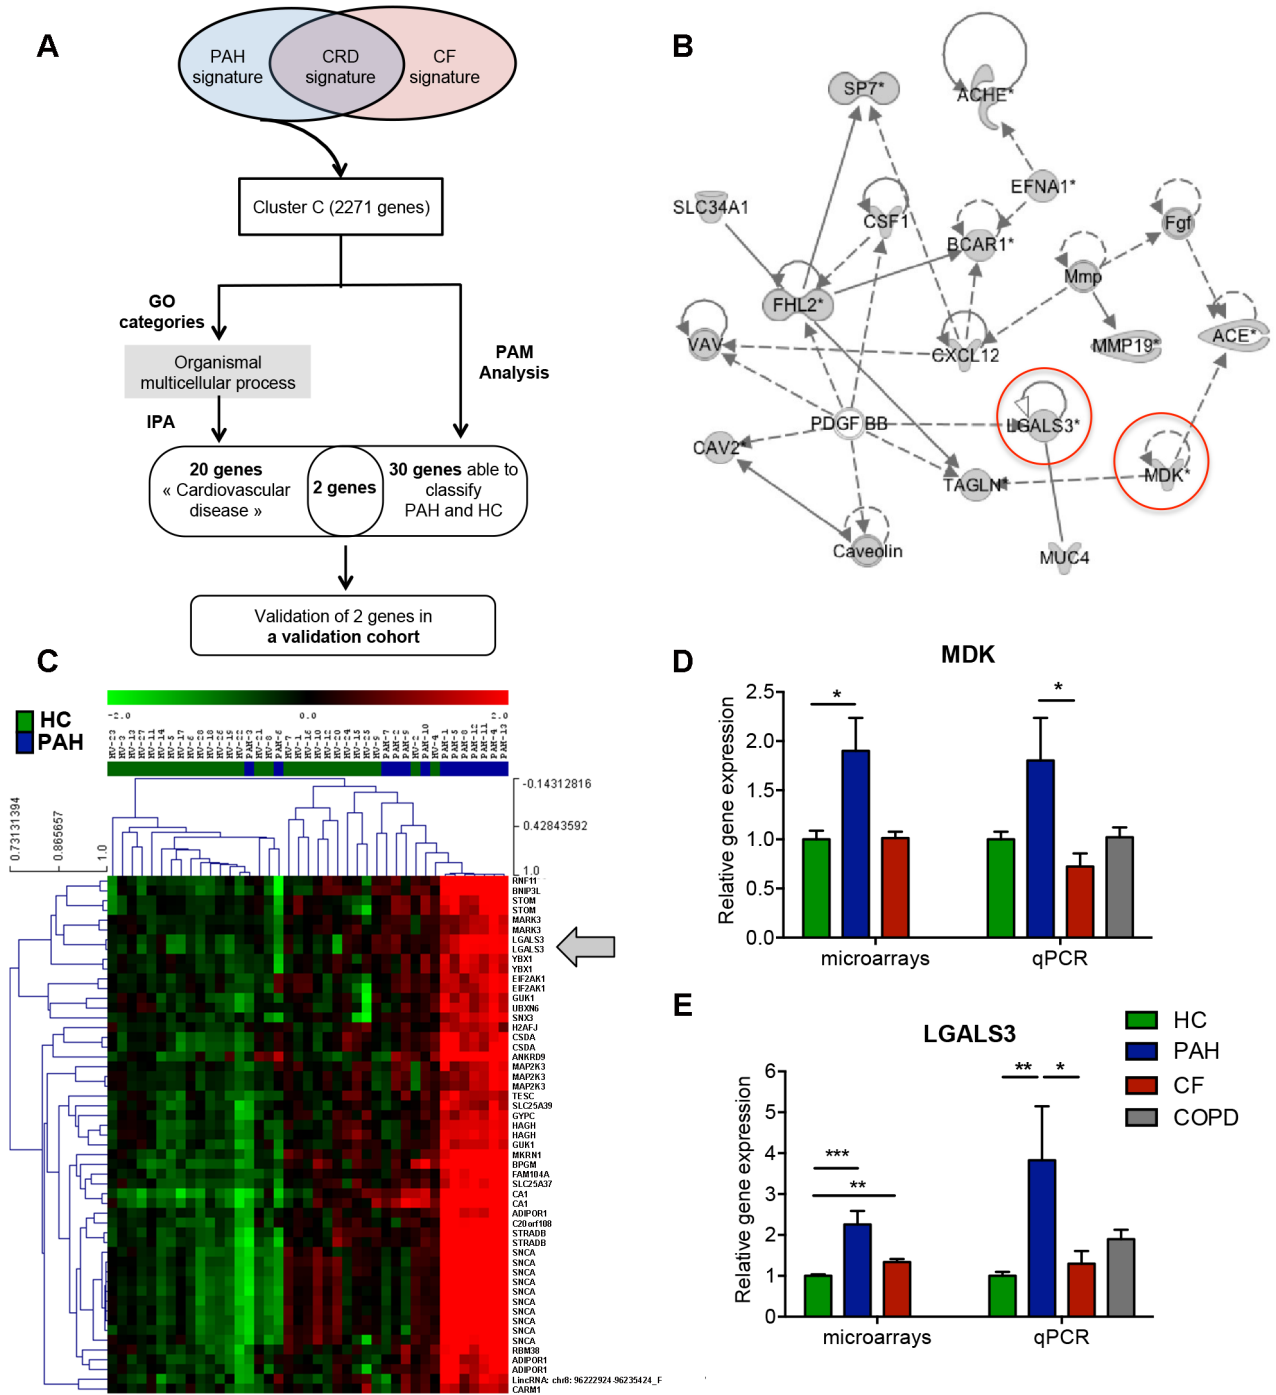 A
PAH
signature
CRD
signature
CF
signature
Cluster C (2271 genes)
GO
categories
Organismal
multicellular process
IPA
PAM
Analysis
20 genes
« Cardiovascular
disease »
2 genes
30 genes able to
classify
PAH and HC
Validation of 2 genes in
a validation cohort
B
SP7*
ACHE*
EFNA1*
SLC34A1
CSF1
BCAR1*
Fgf
Mmp
FHL2*
VAV
CXCL12
MMP19*
ACE*
PDGF BB
LGALS3*
CAV2*
TAGLN*
MDK*
Caveolin
MUC4
C
HC
PAH
-2.0
0.0
2.0
-0.14312816
0.42843592
1.0
0.73131394
0.865657
1.0
RNF11
BNIP3L
STOM
STOM
MARK3
MARK3
LGALS3
LGALS3
YBX1
YBX1
EIF2AK1
EIF2AK1
GUK1
UBXN6
SNX3
H2AFJ
CSDA
CSDA
ANKRD9
MAP2K3
MAP2K3
MAP2K3
TESC
SLC25A39
GYPC
HAGH
HAGH
GUK1
MKRN1
BPGM
FAM104A
SLC25A37
CA1
CA1
ADIPOR1
C20orf108
STRADB
STRADB
SNCA
SNCA
SNCA
SNCA
SNCA
SNCA
SNCA
SNCA
SNCA
SNCA
RBM38
ADIPOR1
ADIPOR1
LincRNA: chr8: 96222924-96235424_F
CARM1
D
MDK
Relative gene expression
2.5
2.0
1.5
1.0
0.5
0.0
*
*
microarrays
qPCR
E
LGALS3
Relative gene expression
6
5
4
3
2
1
0
***
**
**
*
microarrays
qPCR
HC
PAH
CF
COPD